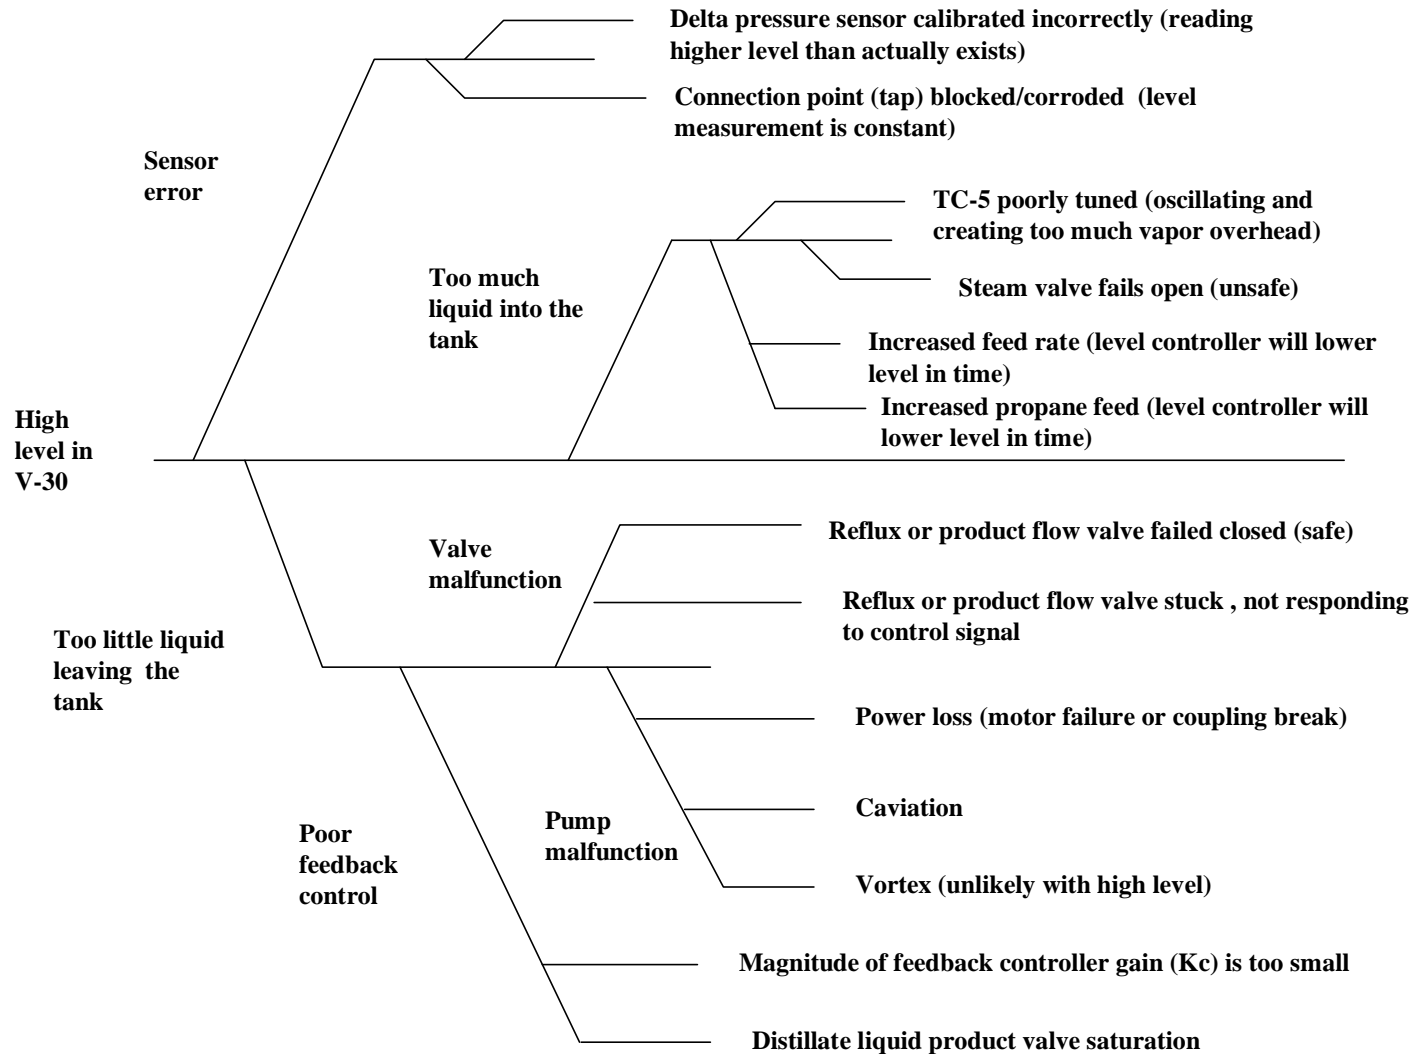 Delta pressure sensor calibrated incorrectly (reading
higher level than actually exists)
Connection point (tap) blocked/corroded (level
measurement is constant)
Sensor
error
TC-5 poorly tuned (oscillating and
creating too much vapor overhead)
Too much
liquid into the
tank
Steam valve fails open (unsafe)
Increased feed rate (level controller will lower
level in time)
Increased propane feed (level controller will
lower level in time)
High
level in
V-30
Reflux or product flow valve failed closed (safe)
Valve
malfunction
Reflux or product flow valve stuck , not responding
to control signal
Too little liquid
leaving the
tank
Power loss (motor failure or coupling break)
Caviation
Pump
malfunction
Poor
feedback
control
Vortex (unlikely with high level)
Magnitude of feedback controller gain (Kc) is too small
Distillate liquid product valve saturation